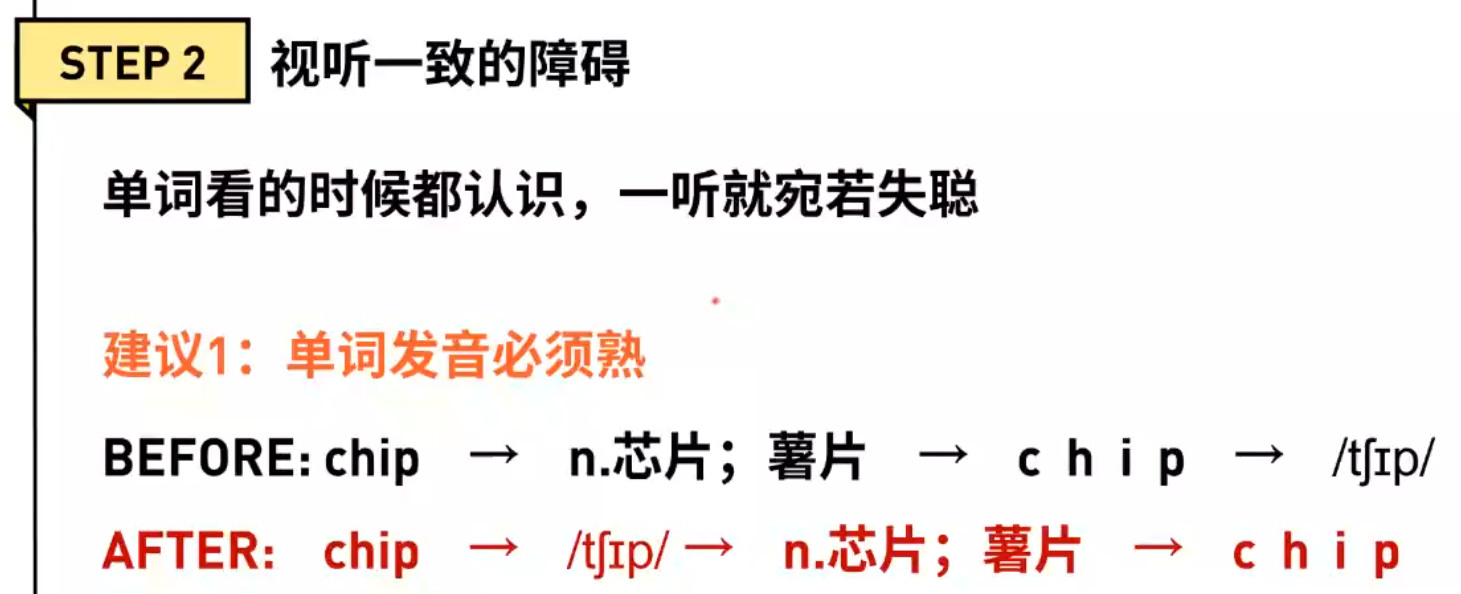 STEP 2 视听一致的障碍
单词看的时候都认识，一听就宛若失聪
建议1：单词发音必须熟
BEFORE: chip → n.芯片；薯片 → c h i p → /tʃɪp/
AFTER: chip → /tʃɪp/ → n.芯片；薯片 → c h i p